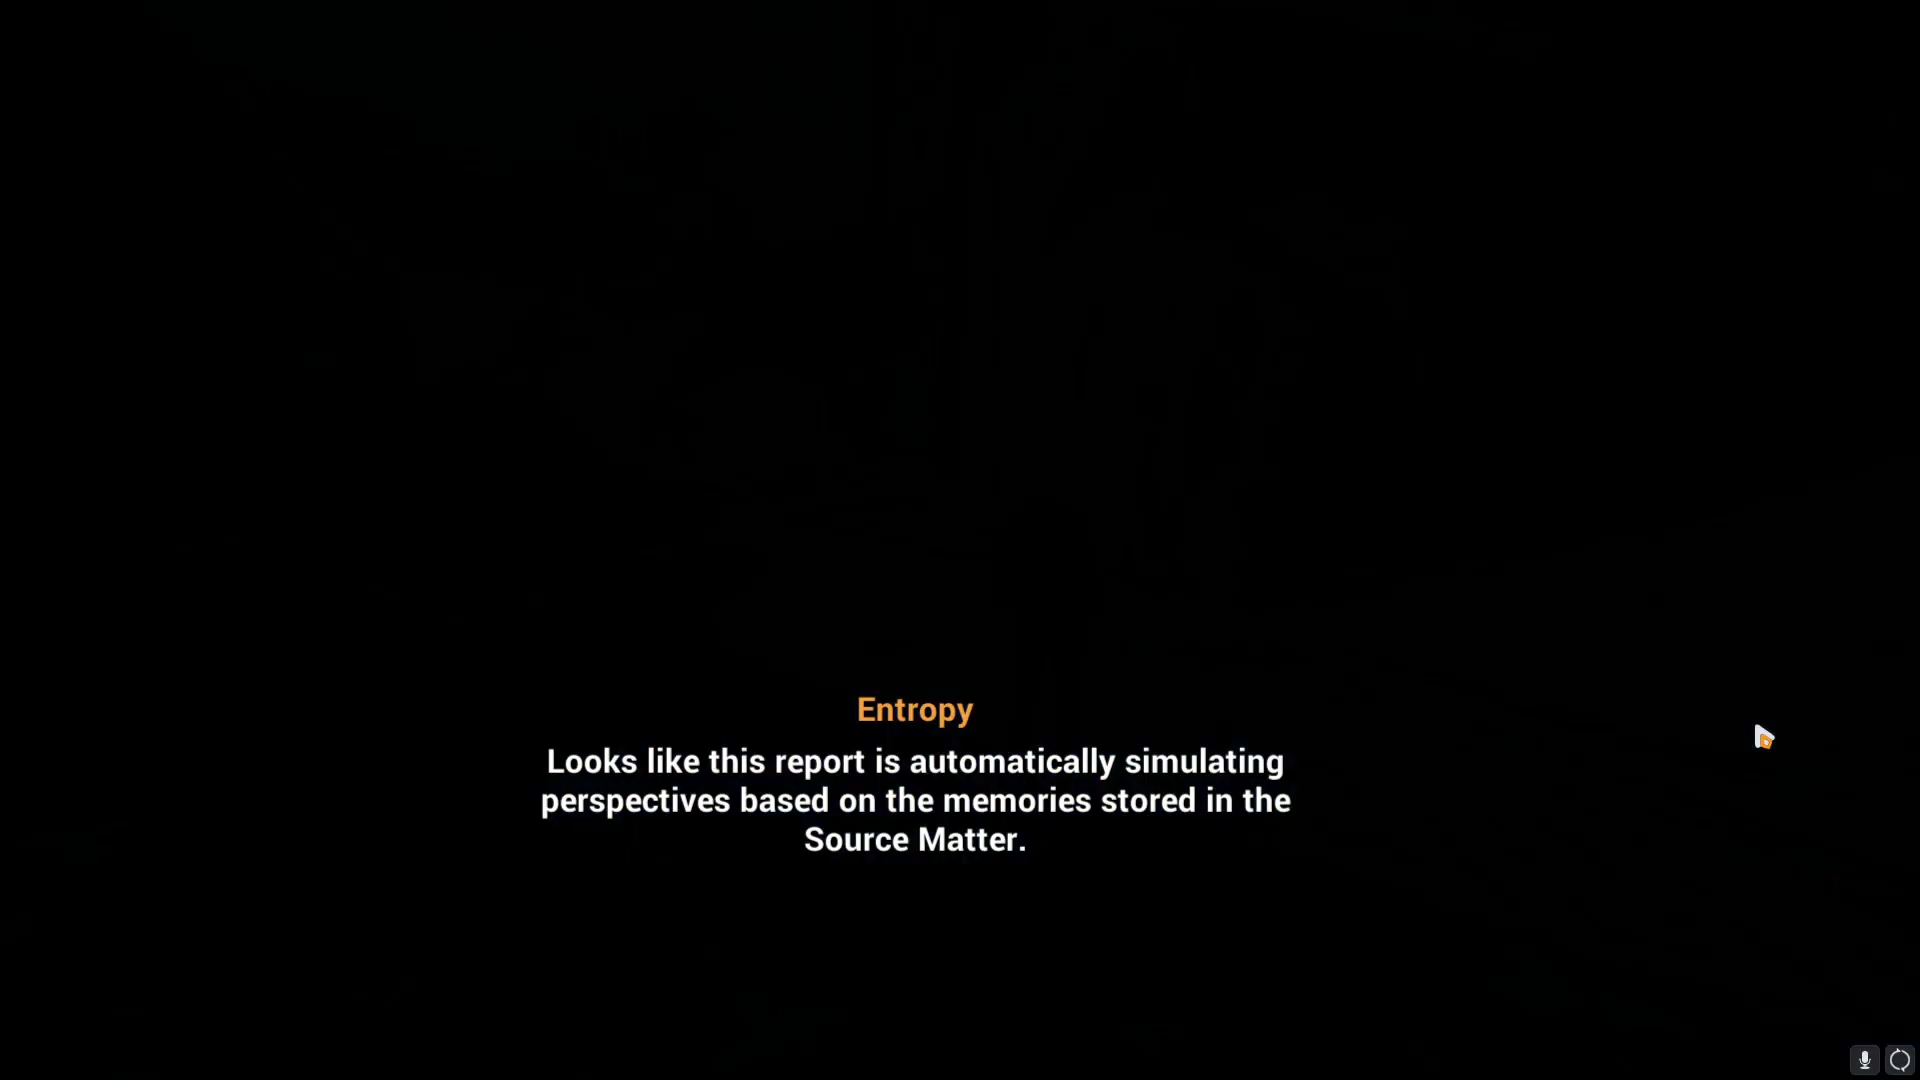 Entropy
Looks like this report is automatically simulating
perspectives based on the memories stored in the
Source Matter.